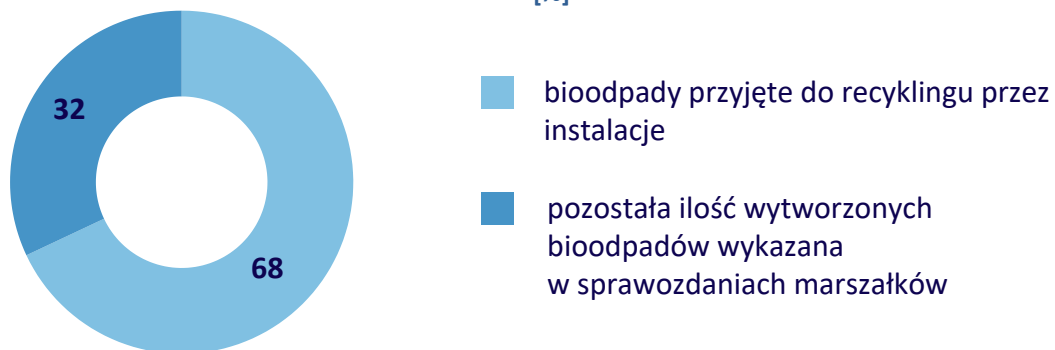 [%]
32
68
bioodpady przyjęte do recyklingu przez
instalacje
pozostała ilość wytworzonych
bioodpadów wykazana
w sprawozdaniach marszałków